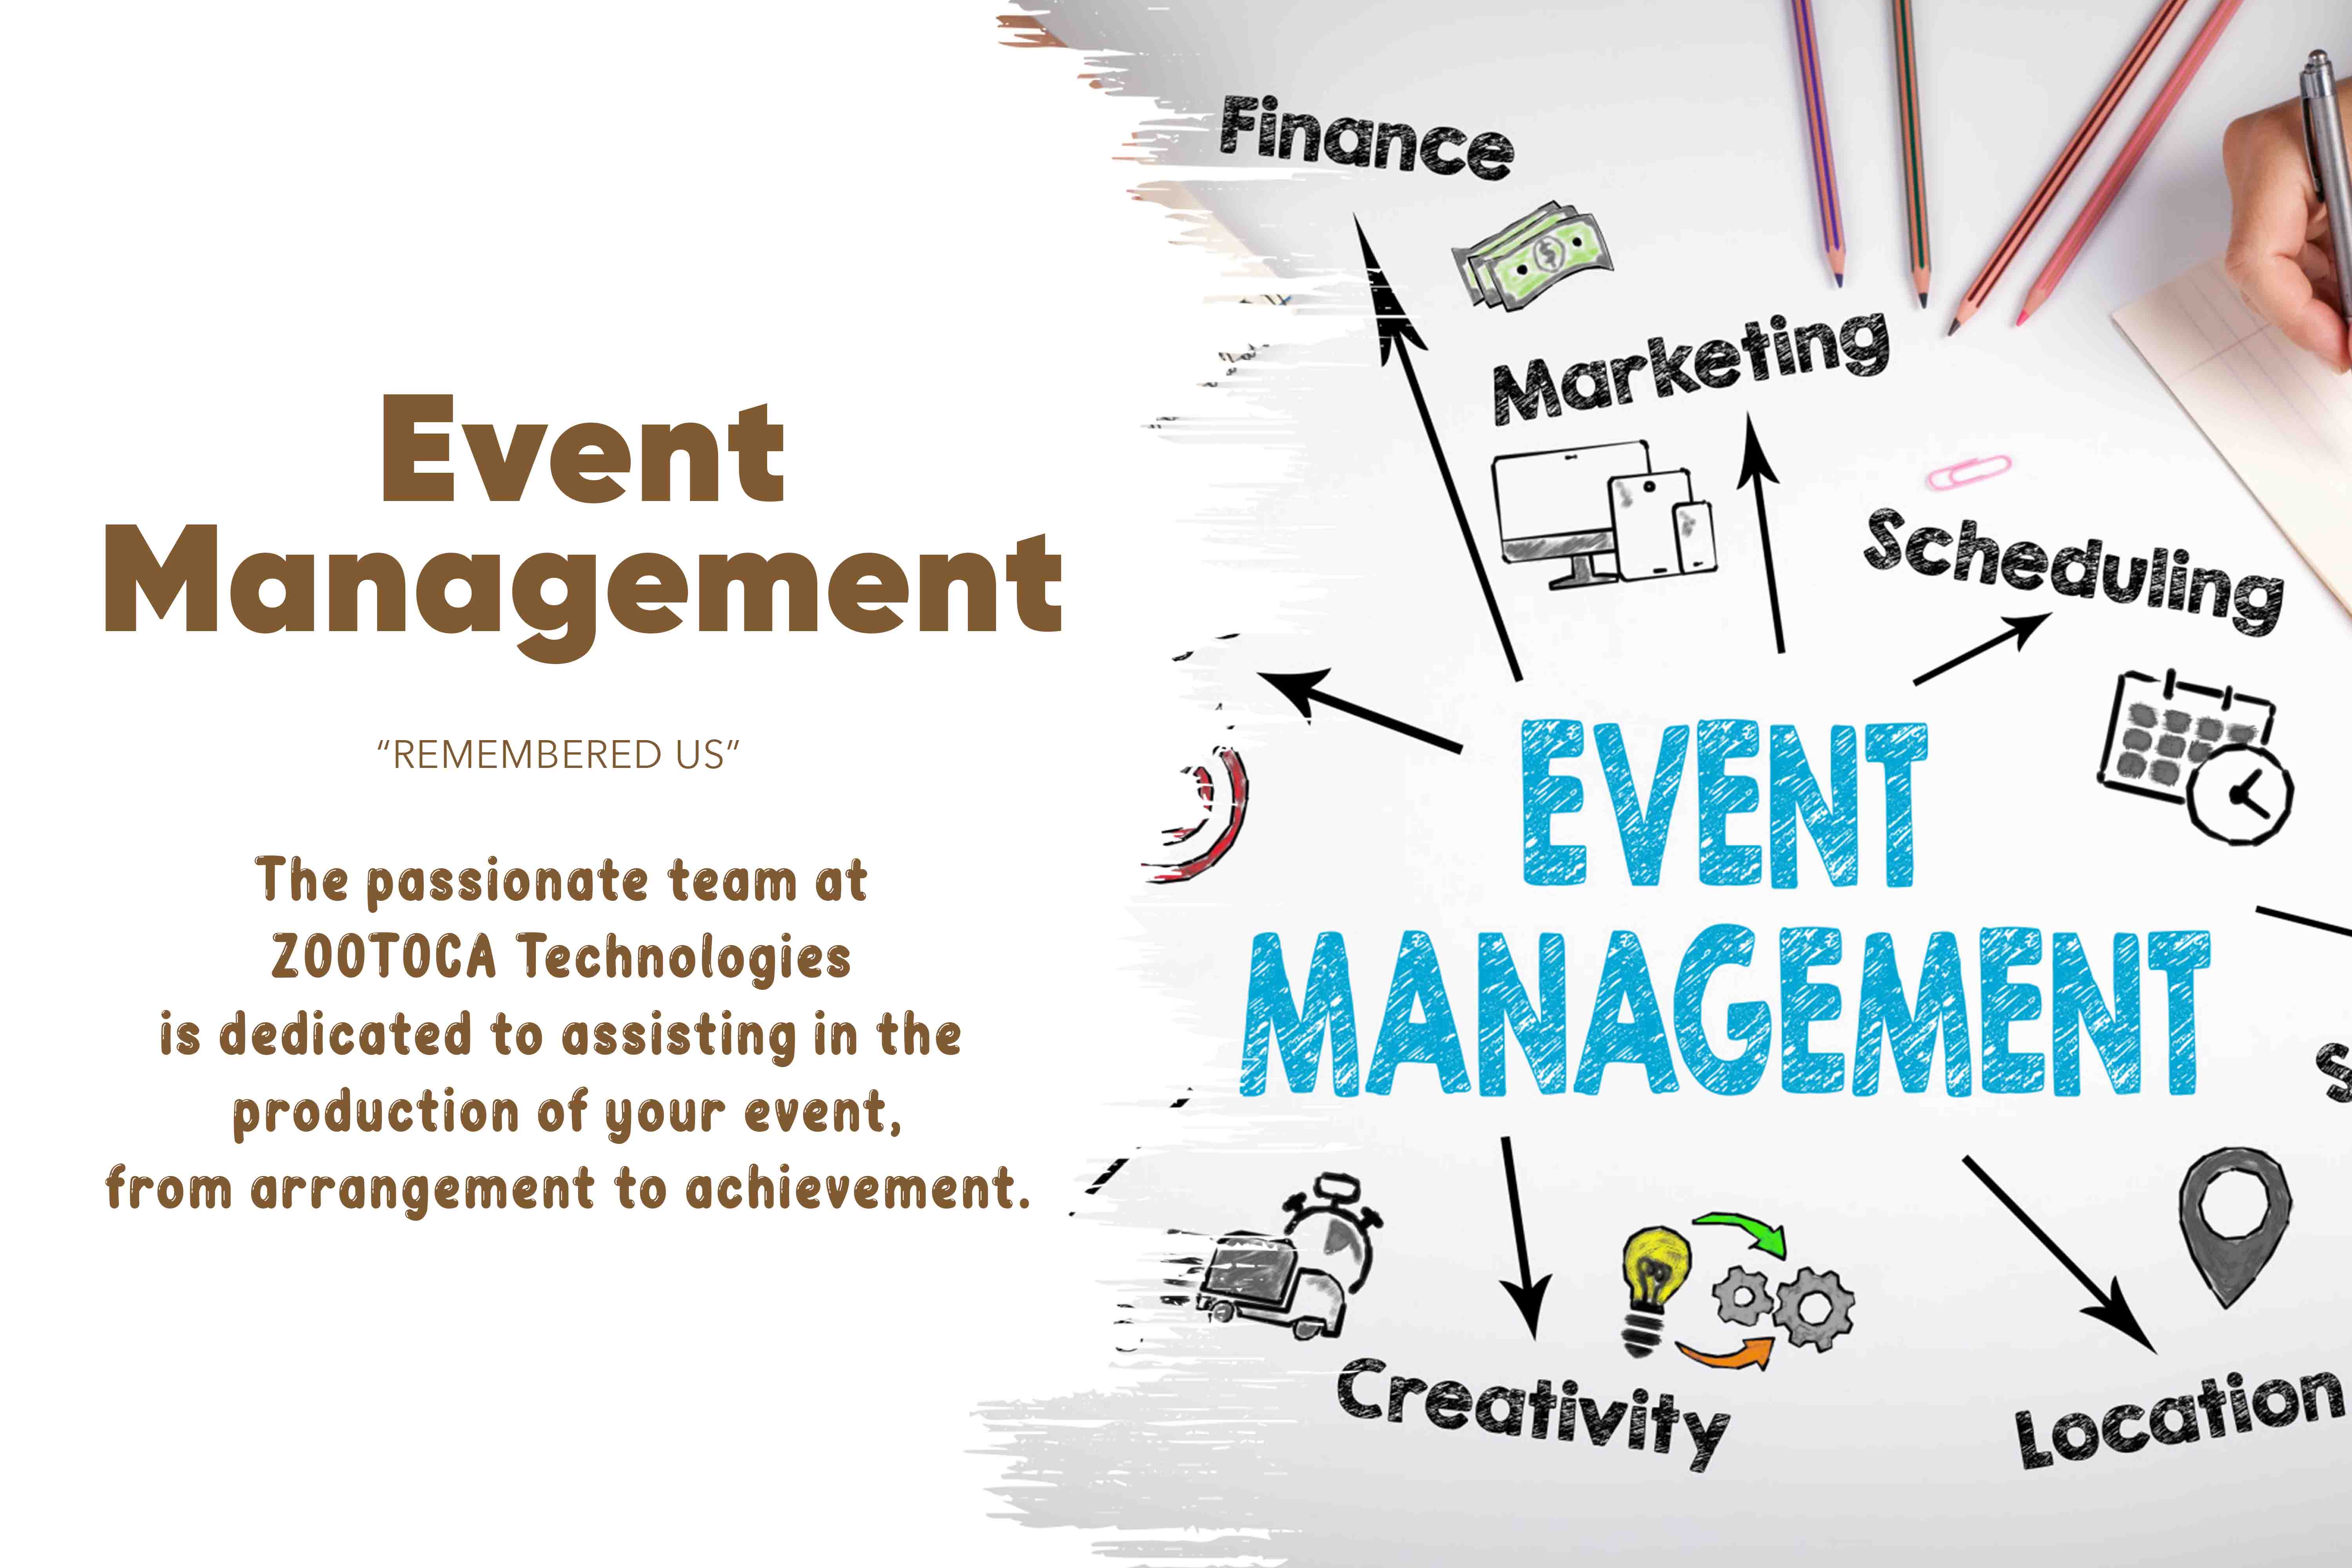 Event
Management
“REMEMBERED US”
The passionate team at
ZOOTOCA Technologies
is dedicated to assisting in the
production of your event,
from arrangement to achievement.
Finance
Marketing
Scheduling
EVENT
MANAGEMENT
Creativity
Location